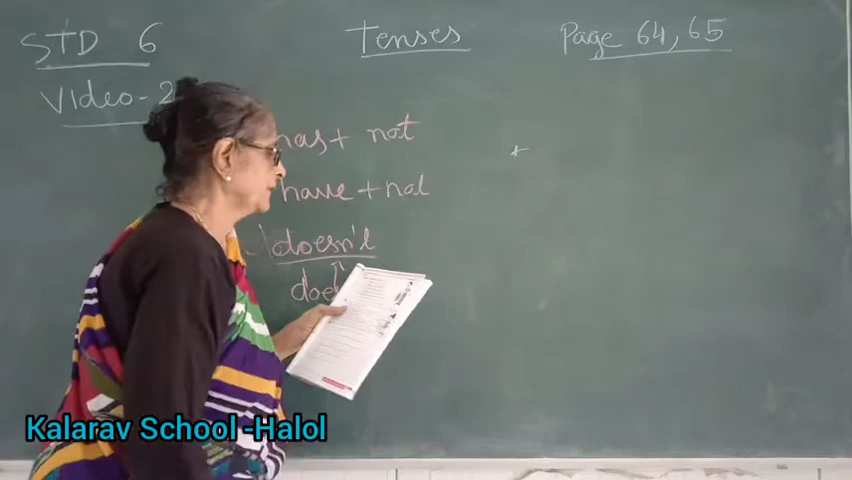 STD 6 Tenses Page 64, 65
Video-2
has + not
have + not
doesn't
doe
Kalarav School -Halol